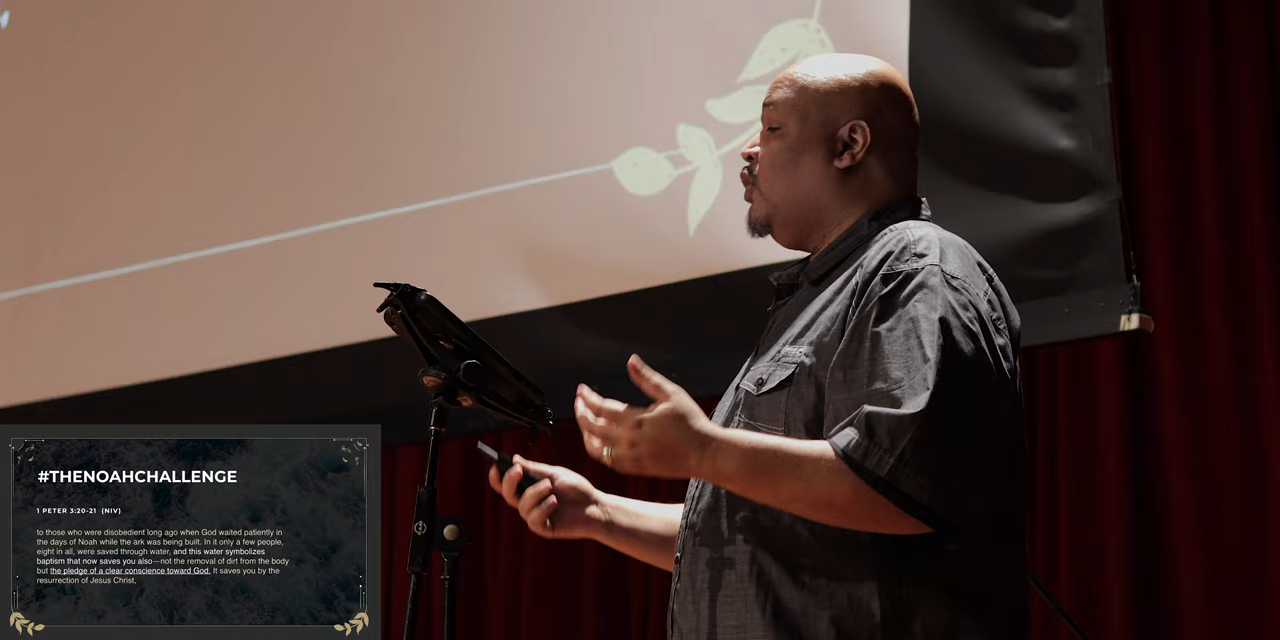 #THENOAHCHALLENGE
1 PETER 3:20-21 (NIV)
to those who were disobedient long ago when God waited patiently in
the days of Noah while the ark was being built. In it only a few people,
eight in all, were saved through water, and this water symbolizes
baptism that now saves you also—not the removal of dirt from the body
but the pledge of a clear conscience toward God. It saves you by the
resurrection of Jesus Christ,